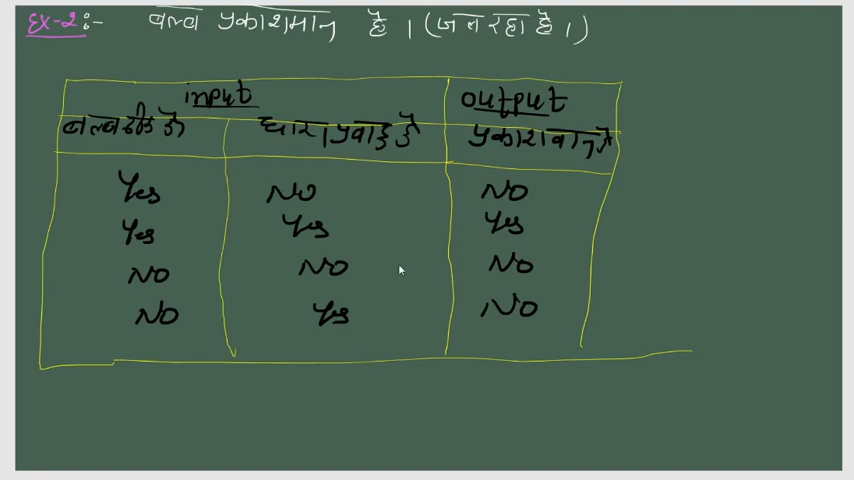 Ex-2:- बल्ब प्रकाशमान है। (जल रहा है।)
input output
बल्ब ठीक है धारा प्रवाह है प्रकाशवान है
Yes NO NO
Yes Yes Yes
NO NO NO
NO Yes NO